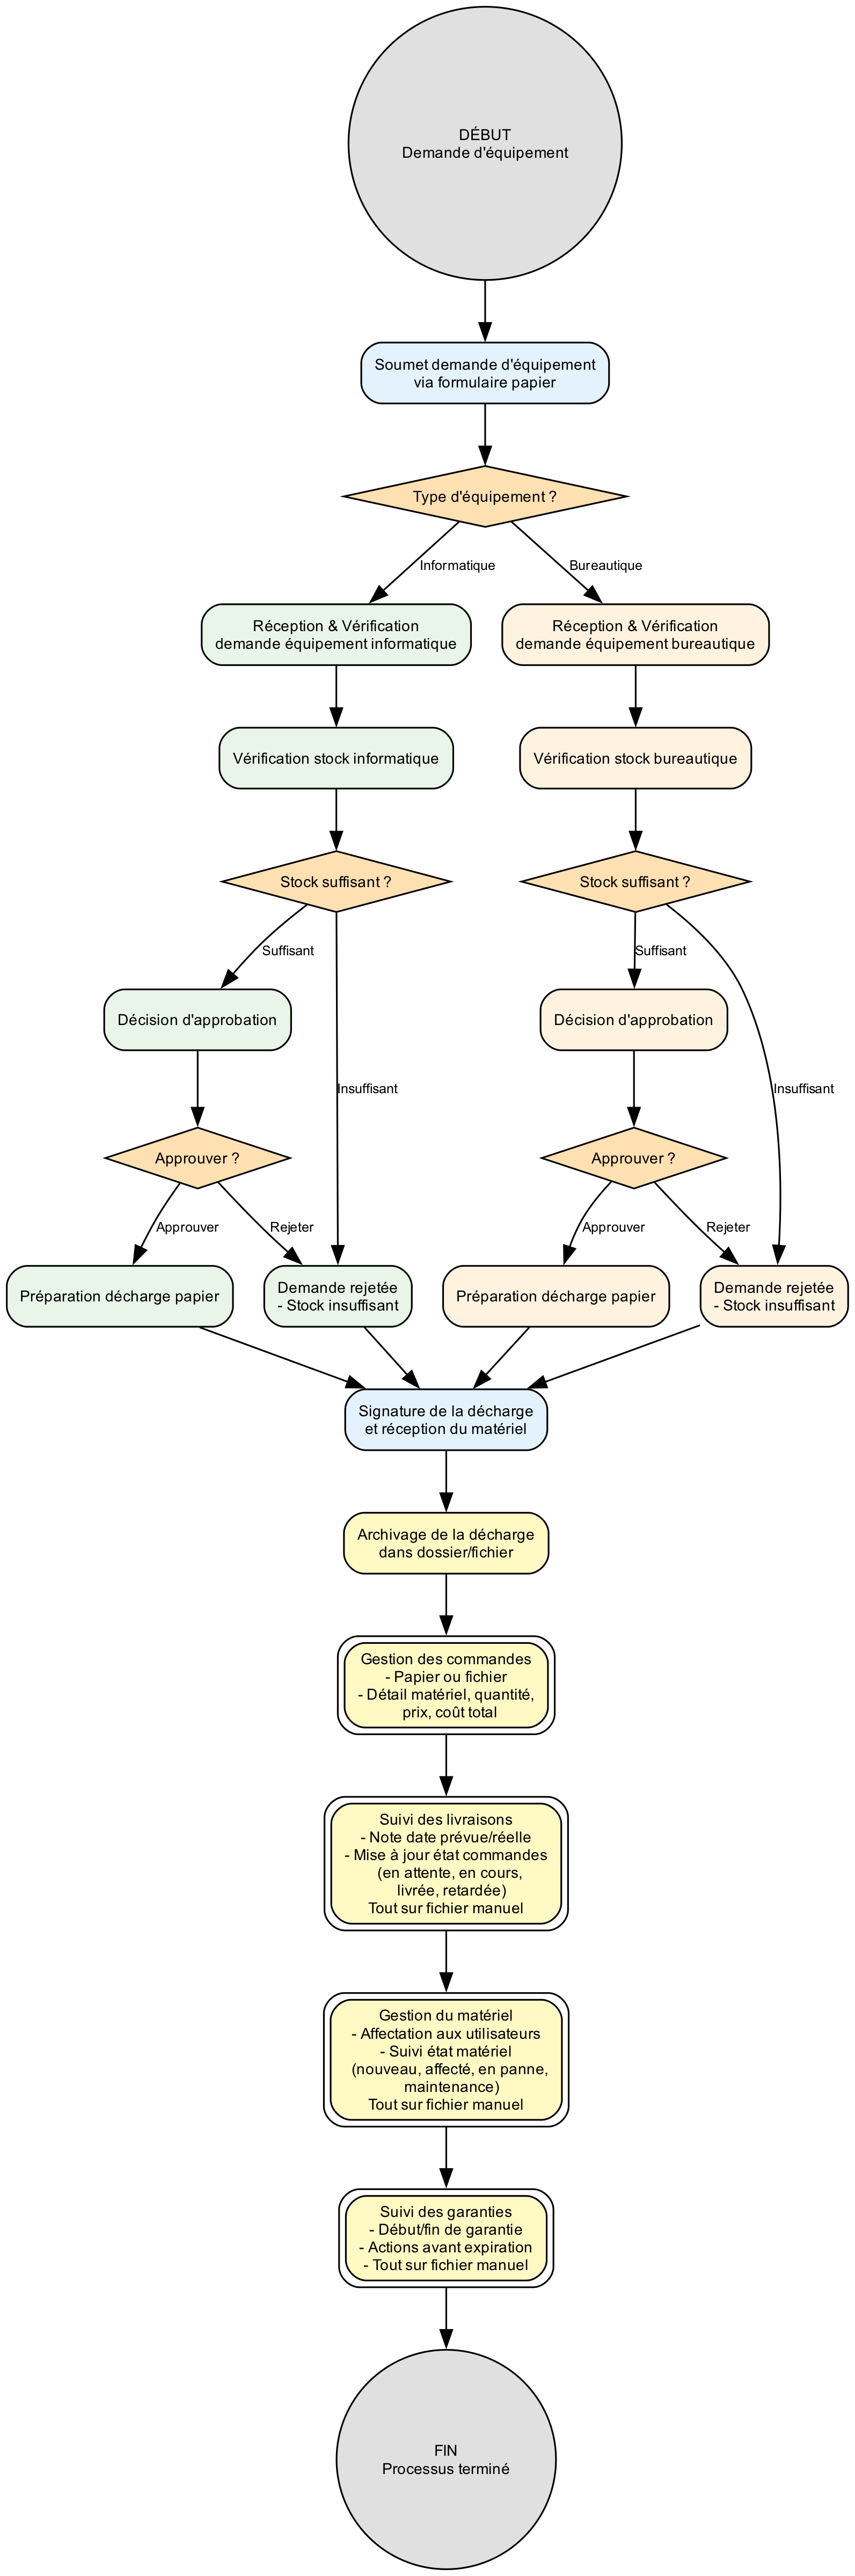 DÉBUT
Demande d'équipement
Soumet demande d'équipement
via formulaire papier
Type d'équipement ?
Informatique
Bureautique
Réception & Vérification
demande équipement informatique
Réception & Vérification
demande équipement bureautique
Vérification stock informatique
Vérification stock bureautique
Stock suffisant ?
Stock suffisant ?
Suffisant
Suffisant
Décision d'approbation
Décision d'approbation
Insuffisant
Insuffisant
Approuver ?
Approuver ?
Approuver
Rejeter
Approuver
Rejeter
Préparation décharge papier
Demande rejetée
- Stock insuffisant
Préparation décharge papier
Demande rejetée
- Stock insuffisant
Signature de la décharge
et réception du matériel
Archivage de la décharge
dans dossier/fichier
Gestion des commandes
- Papier ou fichier
- Détail matériel, quantité,
prix, coût total
Suivi des livraisons
- Note date prévue/réelle
- Mise à jour état commandes
(en attente, en cours,
livrée, retardée)
Tout sur fichier manuel
Gestion du matériel
- Affectation aux utilisateurs
- Suivi état matériel
(nouveau, affecté, en panne,
maintenance)
Tout sur fichier manuel
Suivi des garanties
- Début/fin de garantie
- Actions avant expiration
- Tout sur fichier manuel
FIN
Processus terminé